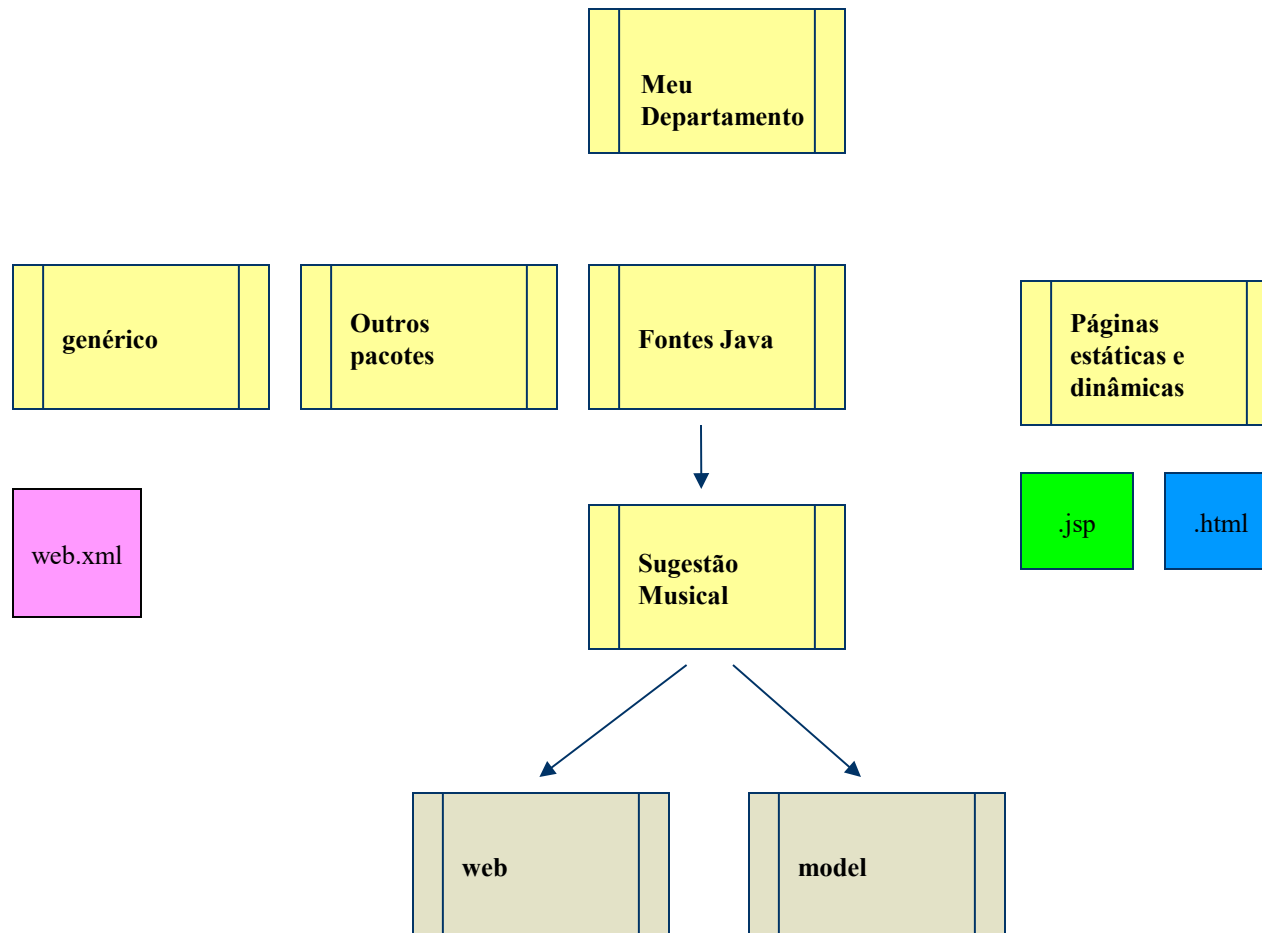 Meu
Departamento
genérico
Outros
pacotes
Fontes Java
Páginas
estáticas e
dinâmicas
web.xml
.jsp
.html
Sugestão
Musical
web
model